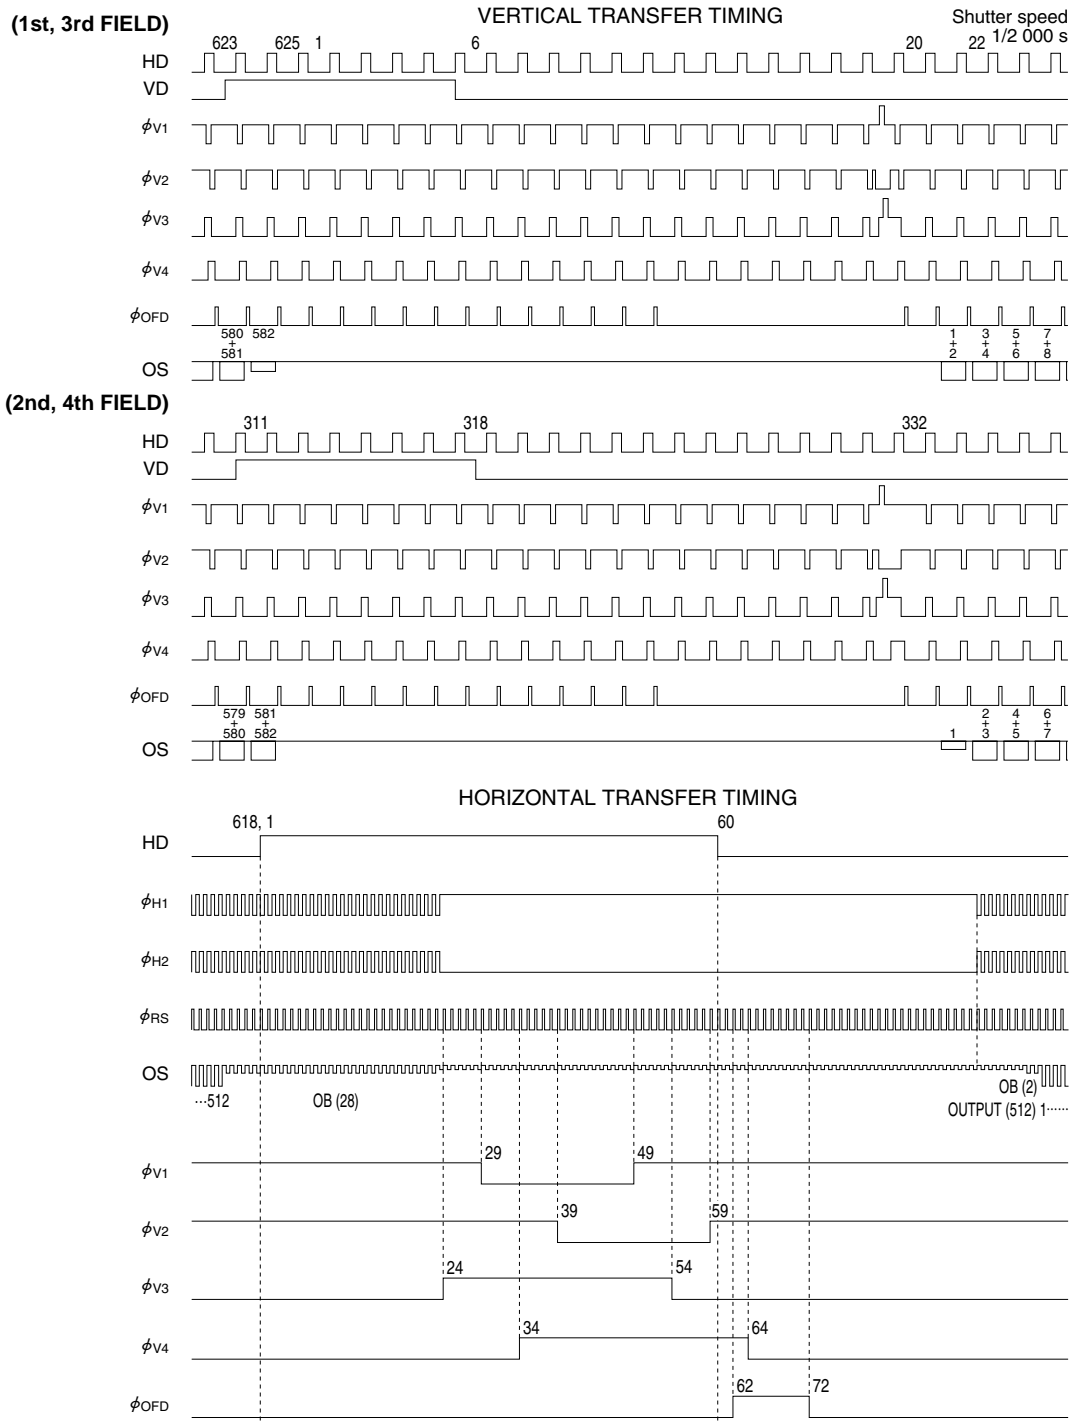 VERTICAL TRANSFER TIMING
(1st, 3rd FIELD)
Shutter speed
1/2 000 s
623 625 1 6 20 22
HD
VD
ϕV1
ϕV2
ϕV3
ϕV4
ϕOFD
580 + 581 582 1 + 2 3 + 4 5 + 6 7 + 8
OS
(2nd, 4th FIELD)
311 318 332
HD
VD
ϕV1
ϕV2
ϕV3
ϕV4
ϕOFD
579 + 580 581 + 582 1 2 + 3 4 + 5 6 + 7
OS
HORIZONTAL TRANSFER TIMING
618, 1 60
HD
ϕH1
ϕH2
ϕRS
OS
···512 OB (28) OB (2)
OUTPUT (512) 1······
29 49
ϕV1
39 59
ϕV2
24 54
ϕV3
34 64
ϕV4
62 72
ϕOFD